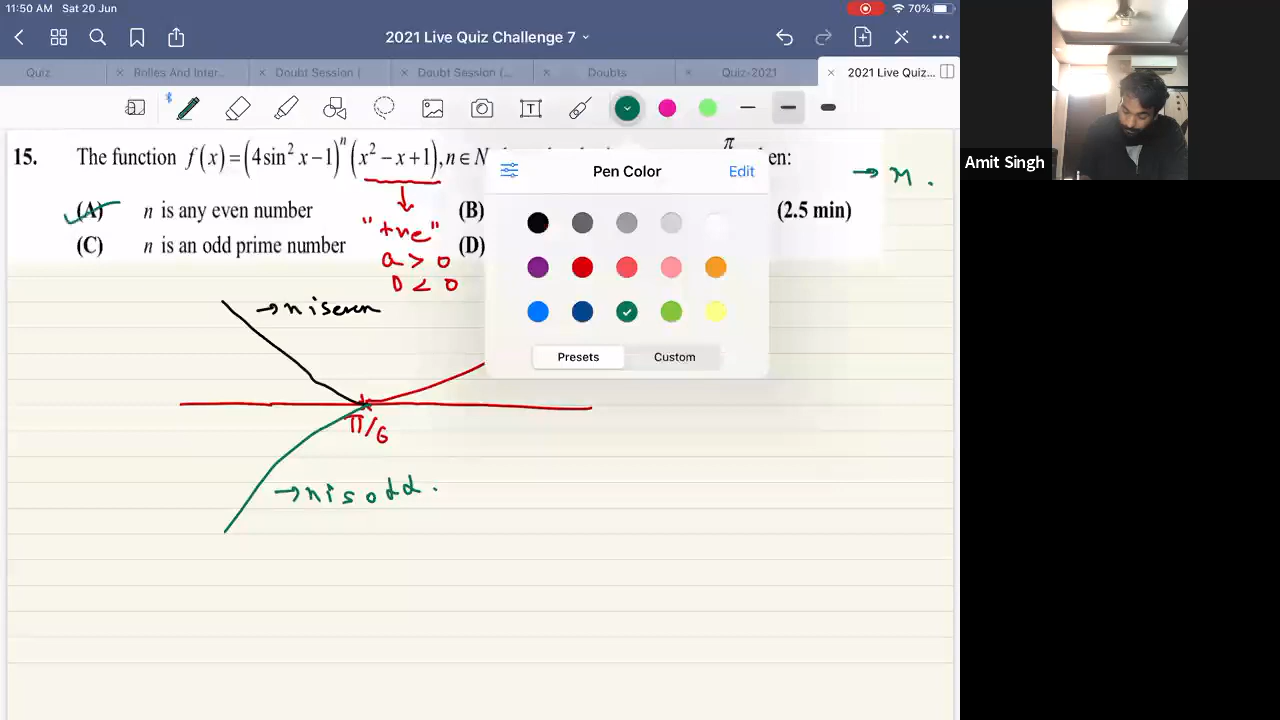 11:50 AM Sat 20 Jun
70%
2021 Live Quiz Challenge 7
Quiz
Rolles And Inter...
Doubt Session (
Doubt Session (...
Doubts
Quiz-2021
2021 Live Quiz...
15. The function f(x)=(4sin² x−1)ⁿ(x²−x+1), n∈N
π
en:
→ n .
(A) n is any even number
(B)
(2.5 min)
(C) n is an odd prime number
(D)
"+ve"
a > 0
D < 0
→ n is even
π/6
→ n is odd .
Pen Color
Edit
Presets
Custom
Amit Singh